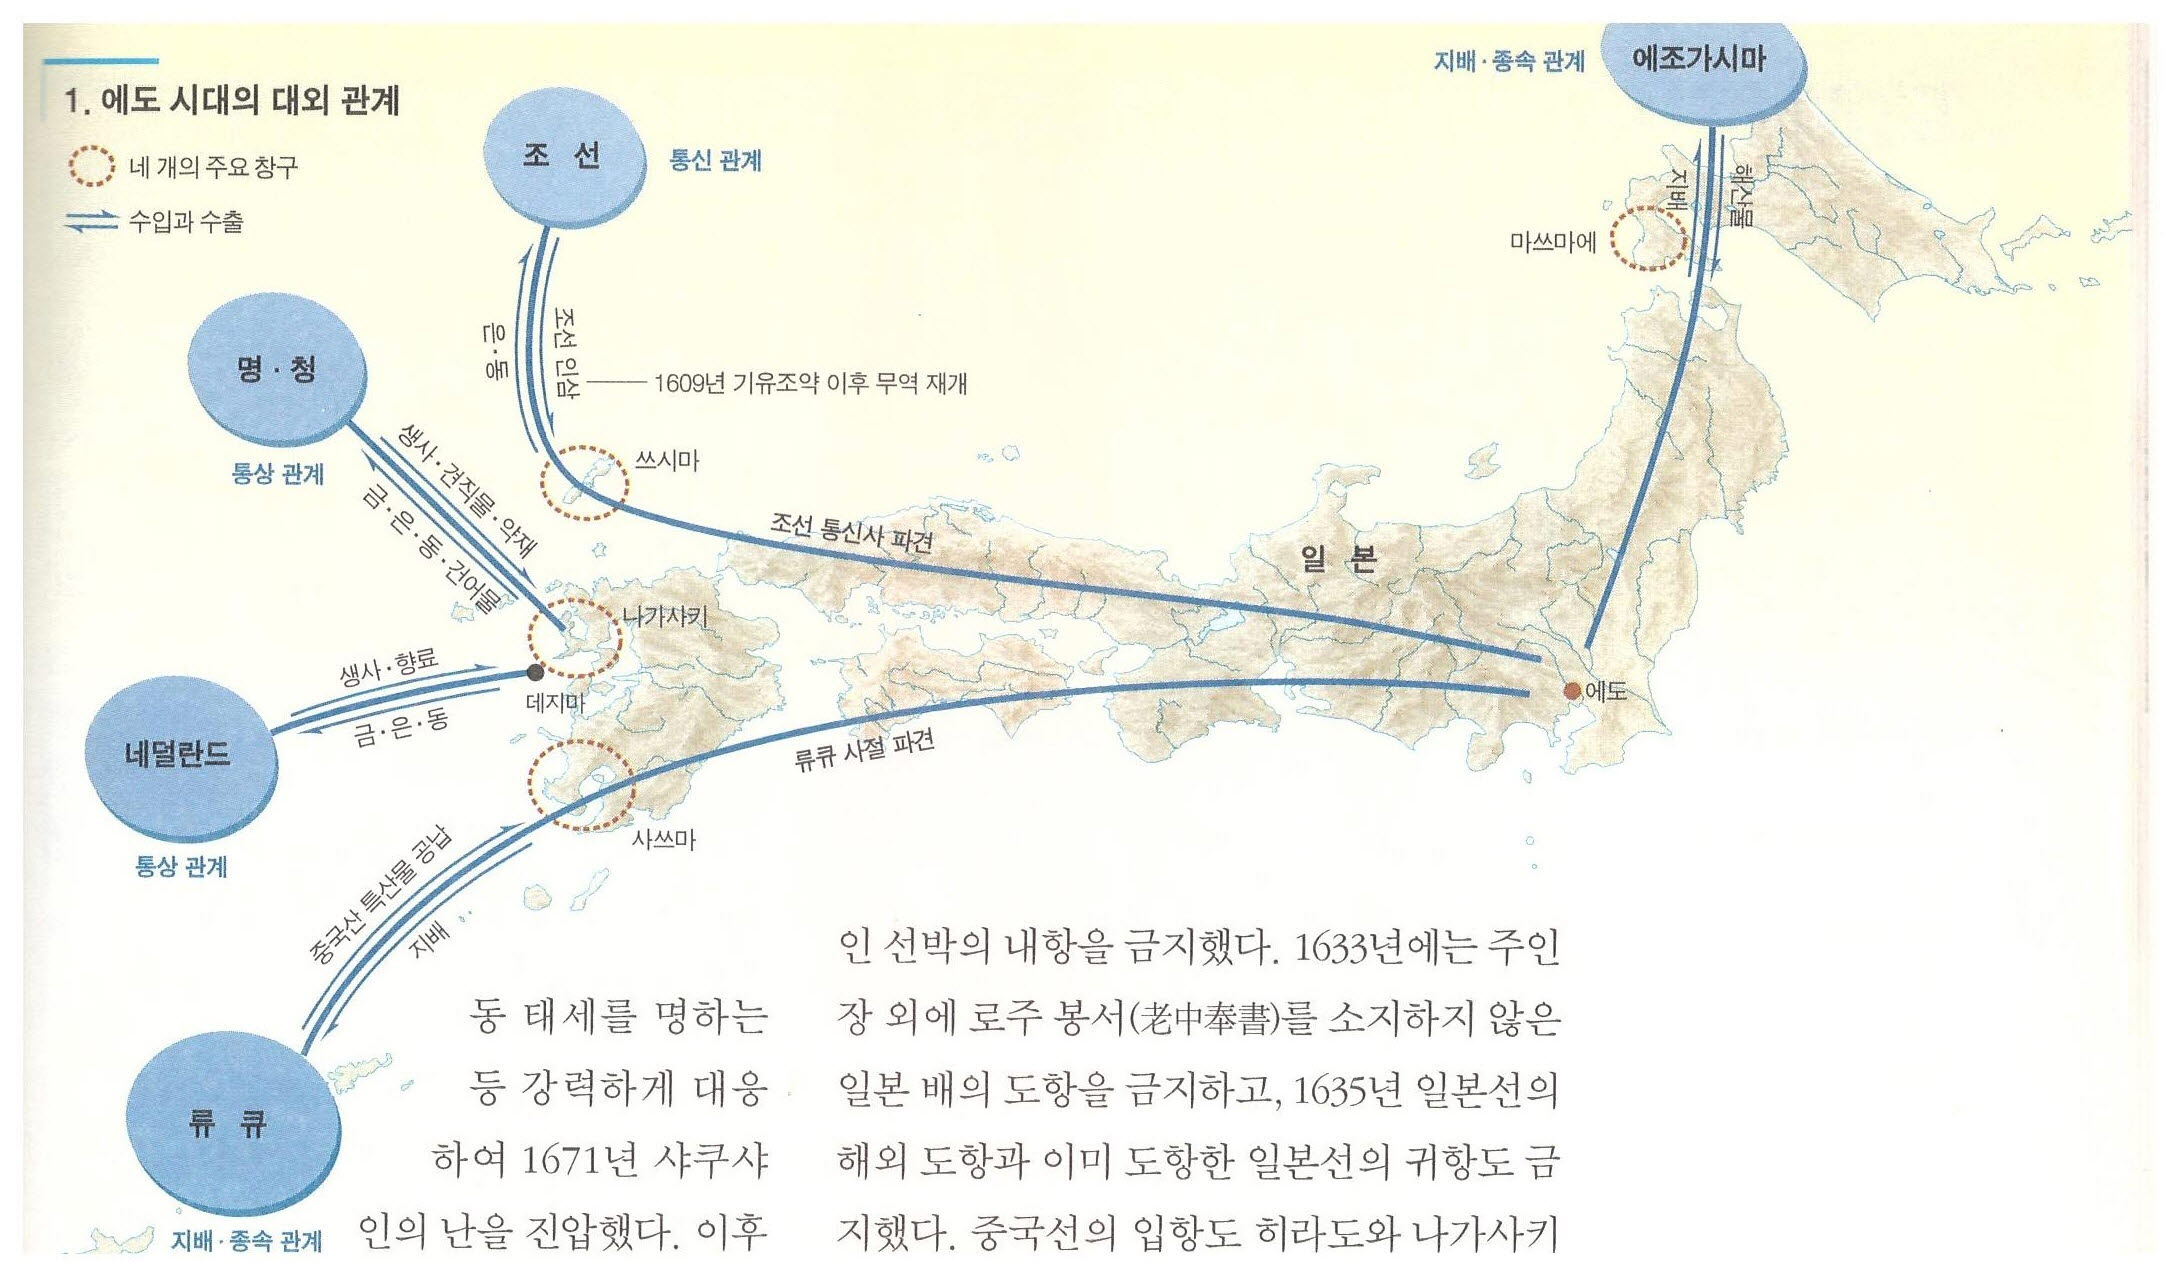 1. 에도 시대의 대외 관계
네 개의 주요 창구
수입과 수출
조 선
통신 관계
지배·종속 관계
에조가시마
지배
해산물
마쓰마에
은·동
조선 인삼
1609년 기유조약 이후 무역 재개
명·청
통상 관계
생사·견직물·약재
금·은·동·건어물
쓰시마
조선 통신사 파견
일 본
나가사키
생사·향료
금·은·동
데지마
네덜란드
통상 관계
에도
류큐 사절 파견
사쓰마
중국산 특산물 공납
지배
류 큐
지배·종속 관계
동 태세를 명하는
등 강력하게 대응
하여 1671년 샤쿠샤
인의 난을 진압했다. 이후
인 선박의 내항을 금지했다. 1633년에는 주인
장 외에 로주 봉서(老中奉書)를 소지하지 않은
일본 배의 도항을 금지하고, 1635년 일본선의
해외 도항과 이미 도항한 일본선의 귀항도 금
지했다. 중국선의 입항도 히라도와 나가사키